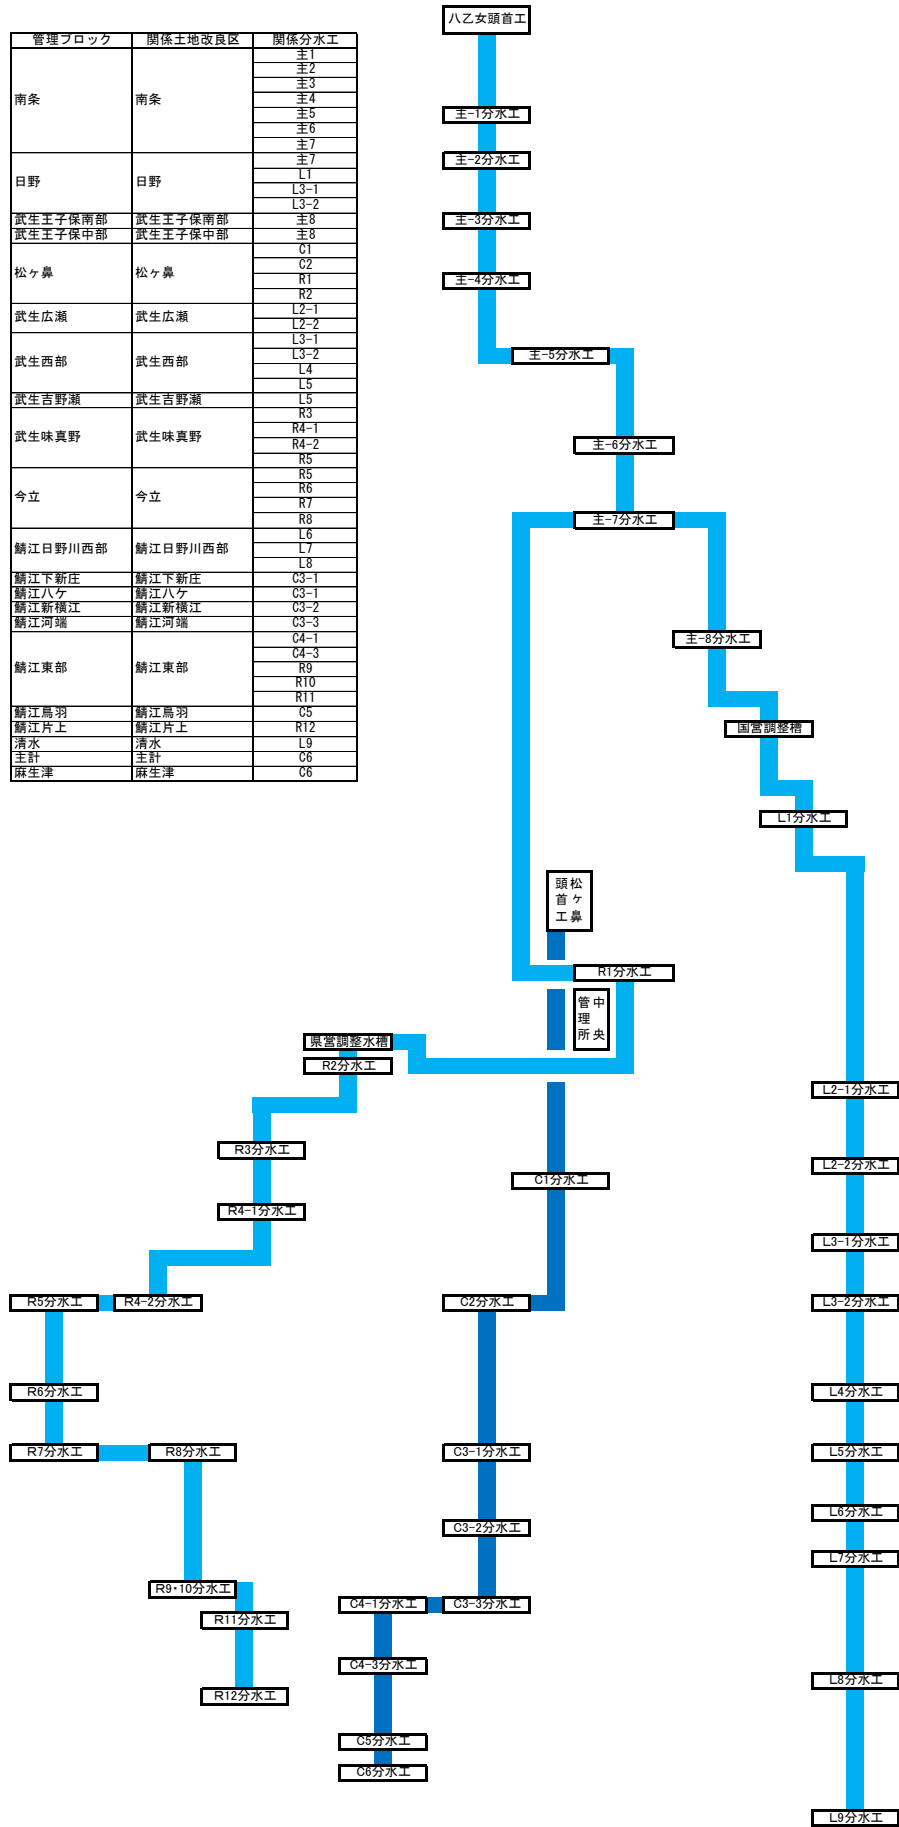 八乙女頭首工
管理ブロック 関係土地改良区 関係分水工
南条 南条 主1
主2
主3
主4
主5
主6
主7
日野 日野 主7
L1
L3-1
L3-2
武生王子保南部 武生王子保南部 主8
武生王子保中部 武生王子保中部 主8
松ヶ鼻 松ヶ鼻 C1
C2
R1
R2
武生広瀬 武生広瀬 L2-1
L2-2
武生西部 武生西部 L3-1
L3-2
L4
L5
武生吉野瀬 武生吉野瀬 L5
武生味真野 武生味真野 R3
R4-1
R4-2
R5
今立 今立 R5
R6
R7
R8
鯖江日野川西部 鯖江日野川西部 L6
L7
L8
鯖江下新庄 鯖江下新庄 C3-1
鯖江八ケ 鯖江八ケ C3-1
鯖江新横江 鯖江新横江 C3-2
鯖江河端 鯖江河端 C3-3
鯖江東部 鯖江東部 C4-1
C4-3
R9
R10
R11
鯖江鳥羽 鯖江鳥羽 C5
鯖江片上 鯖江片上 R12
清水 清水 L9
主計 主計 C6
麻生津 麻生津 C6
主-1分水工
主-2分水工
主-3分水工
主-4分水工
主-5分水工
主-6分水工
主-7分水工
主-8分水工
国営調整槽
L1分水工
松ヶ鼻
頭首工
R1分水工
中央
管理所
県営調整水槽
R2分水工
L2-1分水工
R3分水工
L2-2分水工
C1分水工
R4-1分水工
L3-1分水工
R5分水工
R4-2分水工
C2分水工
L3-2分水工
R6分水工
L4分水工
R7分水工
R8分水工
C3-1分水工
L5分水工
L6分水工
C3-2分水工
L7分水工
R9・10分水工
C4-1分水工
C3-3分水工
R11分水工
C4-3分水工
L8分水工
R12分水工
C5分水工
C6分水工
L9分水工